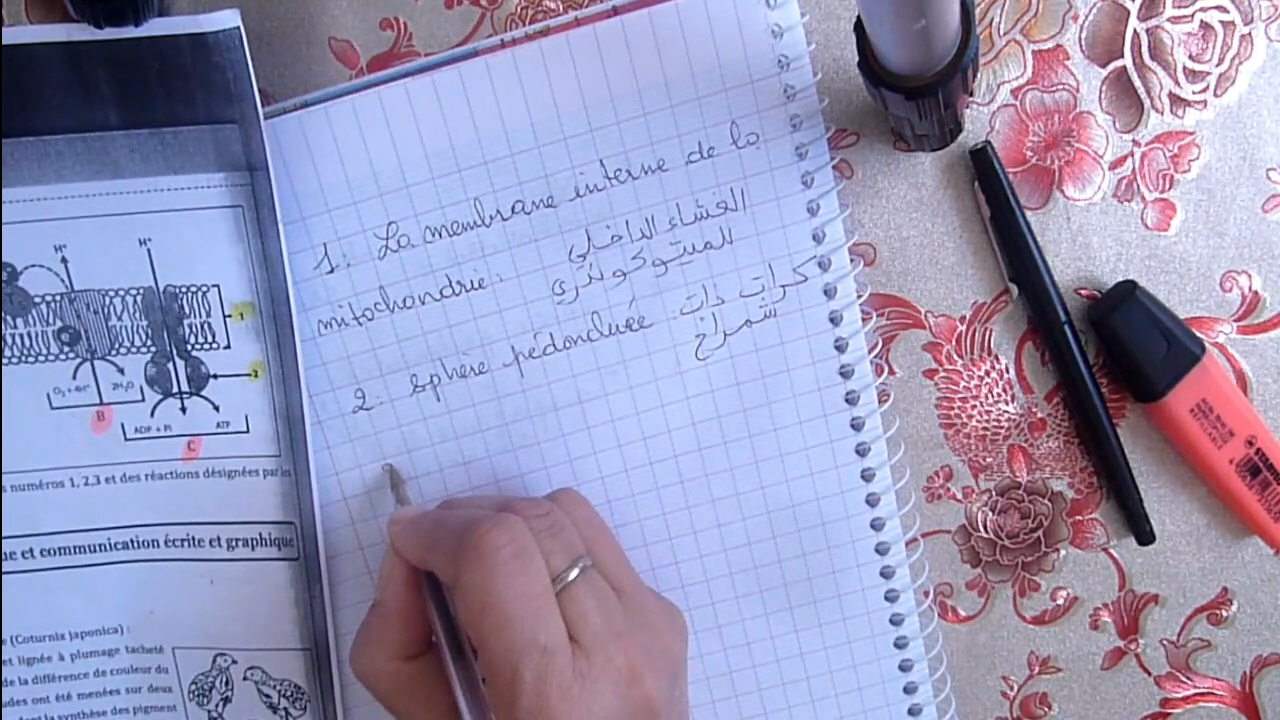 H⁺
H⁺
1
2
O₂ + 4H⁺
2H₂O
B
ADP + Pi
ATP
C
numéros 1, 2,3 et des réactions désignées par les
ue et communication écrite et graphique
e (Coturnix japonica) :
et lignée à plumage tacheté
de la différence de couleur du
udes ont été menées sur deux
la synthèse des pigment
1: La membrane interne de la
الغشاء الداخلي
mitochondrie.
للميتوكوندري
2: sphère pédonculée. كرات ذات
شمراخ